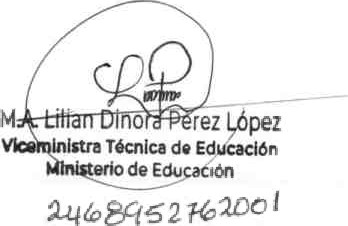 M.A. Lilian Dinora Pérez López
Viceministra Técnica de Educación
Ministerio de Educación
2468952762001